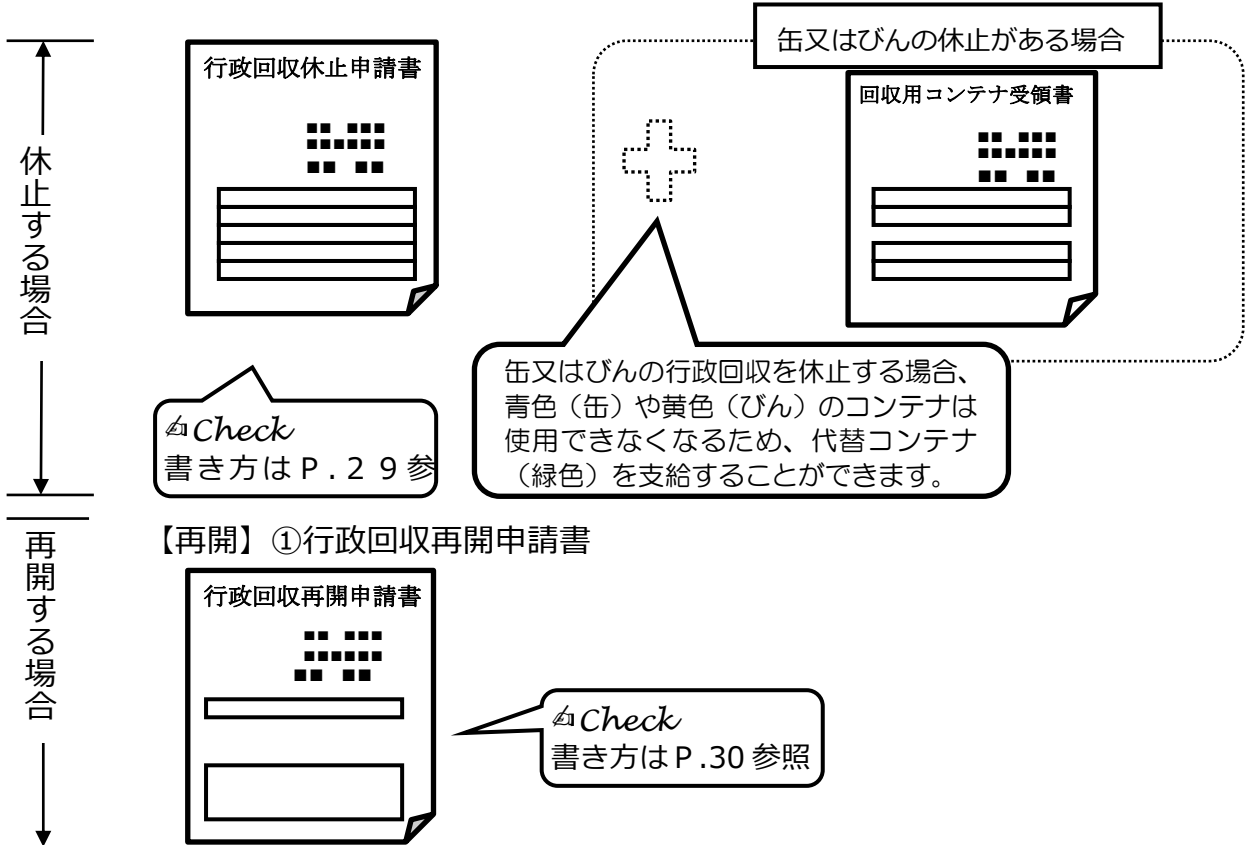 休止する場合
行政回収休止申請書
缶又はびんの休止がある場合
回収用コンテナ受領書
缶又はびんの行政回収を休止する場合、
青色（缶）や黄色（びん）のコンテナは
使用できなくなるため、代替コンテナ
（緑色）を支給することができます。
✍Check
書き方はＰ.２９参
再開する場合
【再開】①行政回収再開申請書
行政回収再開申請書
✍Check
書き方はＰ.30 参照